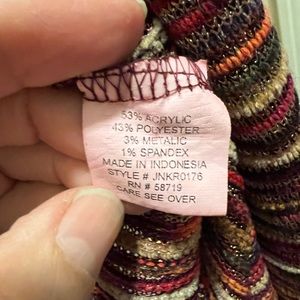 53% ACRYLIC
43% POLYESTER
3% METALIC
1% SPANDEX
MADE IN INDONESIA
STYLE # JNKR0176
RN # 58719
CARE SEE OVER